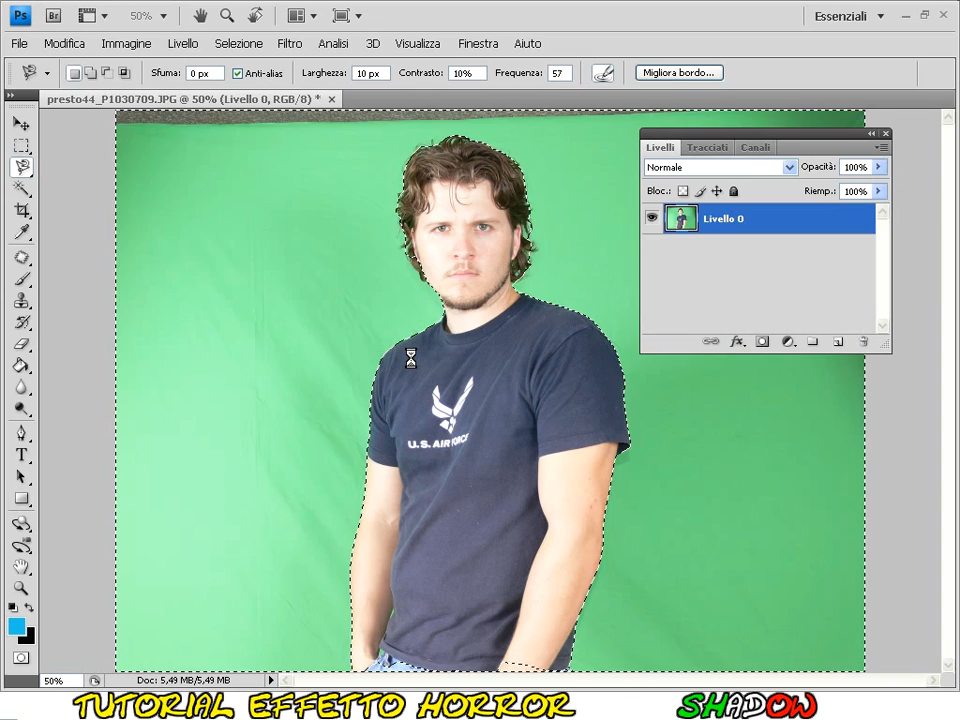 Ps Br 50% Essenziali
File Modifica Immagine Livello Selezione Filtro Analisi 3D Visualizza Finestra Aiuto
Sfuma: 0 px Anti-alias Larghezza: 10 px Contrasto: 10% Frequenza: 57 Migliora bordo...
presto44_P1030709.JPG @ 50% (Livello 0, RGB/8) *
Livelli Tracciati Canali
Normale Opacità: 100%
Bloc.: Riemp.: 100%
Livello 0
U.S. AIR FORCE
50% Doc: 5,49 MB/5,49 MB
TUTORIAL EFFETTO HORROR SHADOW